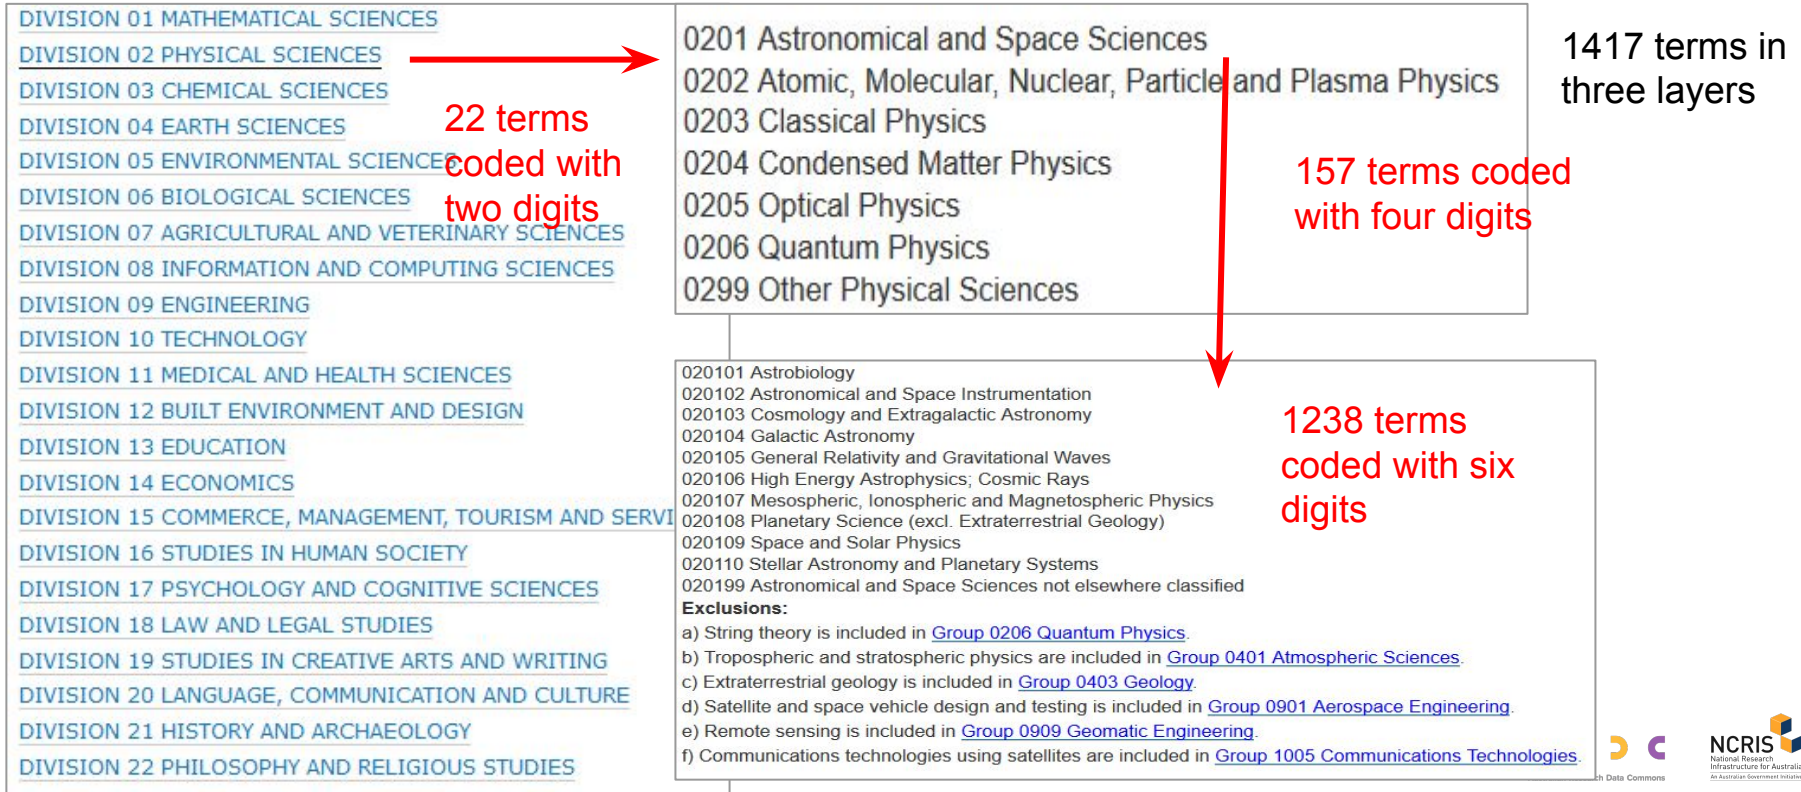 DIVISION 01 MATHEMATICAL SCIENCES
DIVISION 02 PHYSICAL SCIENCES
DIVISION 03 CHEMICAL SCIENCES
DIVISION 04 EARTH SCIENCES
DIVISION 05 ENVIRONMENTAL SCIENCES
DIVISION 06 BIOLOGICAL SCIENCES
DIVISION 07 AGRICULTURAL AND VETERINARY SCIENCES
DIVISION 08 INFORMATION AND COMPUTING SCIENCES
DIVISION 09 ENGINEERING
DIVISION 10 TECHNOLOGY
DIVISION 11 MEDICAL AND HEALTH SCIENCES
DIVISION 12 BUILT ENVIRONMENT AND DESIGN
DIVISION 13 EDUCATION
DIVISION 14 ECONOMICS
DIVISION 15 COMMERCE, MANAGEMENT, TOURISM AND SERVI
DIVISION 16 STUDIES IN HUMAN SOCIETY
DIVISION 17 PSYCHOLOGY AND COGNITIVE SCIENCES
DIVISION 18 LAW AND LEGAL STUDIES
DIVISION 19 STUDIES IN CREATIVE ARTS AND WRITING
DIVISION 20 LANGUAGE, COMMUNICATION AND CULTURE
DIVISION 21 HISTORY AND ARCHAEOLOGY
DIVISION 22 PHILOSOPHY AND RELIGIOUS STUDIES
22 terms
coded with
two digits
0201 Astronomical and Space Sciences
0202 Atomic, Molecular, Nuclear, Particle and Plasma Physics
0203 Classical Physics
0204 Condensed Matter Physics
0205 Optical Physics
0206 Quantum Physics
0299 Other Physical Sciences
157 terms coded
with four digits
1417 terms in
three layers
020101 Astrobiology
020102 Astronomical and Space Instrumentation
020103 Cosmology and Extragalactic Astronomy
020104 Galactic Astronomy
020105 General Relativity and Gravitational Waves
020106 High Energy Astrophysics; Cosmic Rays
020107 Mesospheric, Ionospheric and Magnetospheric Physics
020108 Planetary Science (excl. Extraterrestrial Geology)
020109 Space and Solar Physics
020110 Stellar Astronomy and Planetary Systems
020199 Astronomical and Space Sciences not elsewhere classified
Exclusions:
a) String theory is included in Group 0206 Quantum Physics.
b) Tropospheric and stratospheric physics are included in Group 0401 Atmospheric Sciences.
c) Extraterrestrial geology is included in Group 0403 Geology.
d) Satellite and space vehicle design and testing is included in Group 0901 Aerospace Engineering.
e) Remote sensing is included in Group 0909 Geomatic Engineering.
f) Communications technologies using satellites are included in Group 1005 Communications Technologies.
1238 terms
coded with six
digits
ch Data Commons
NCRIS
National Research
Infrastructure for Australia
An Australian Government Initiative